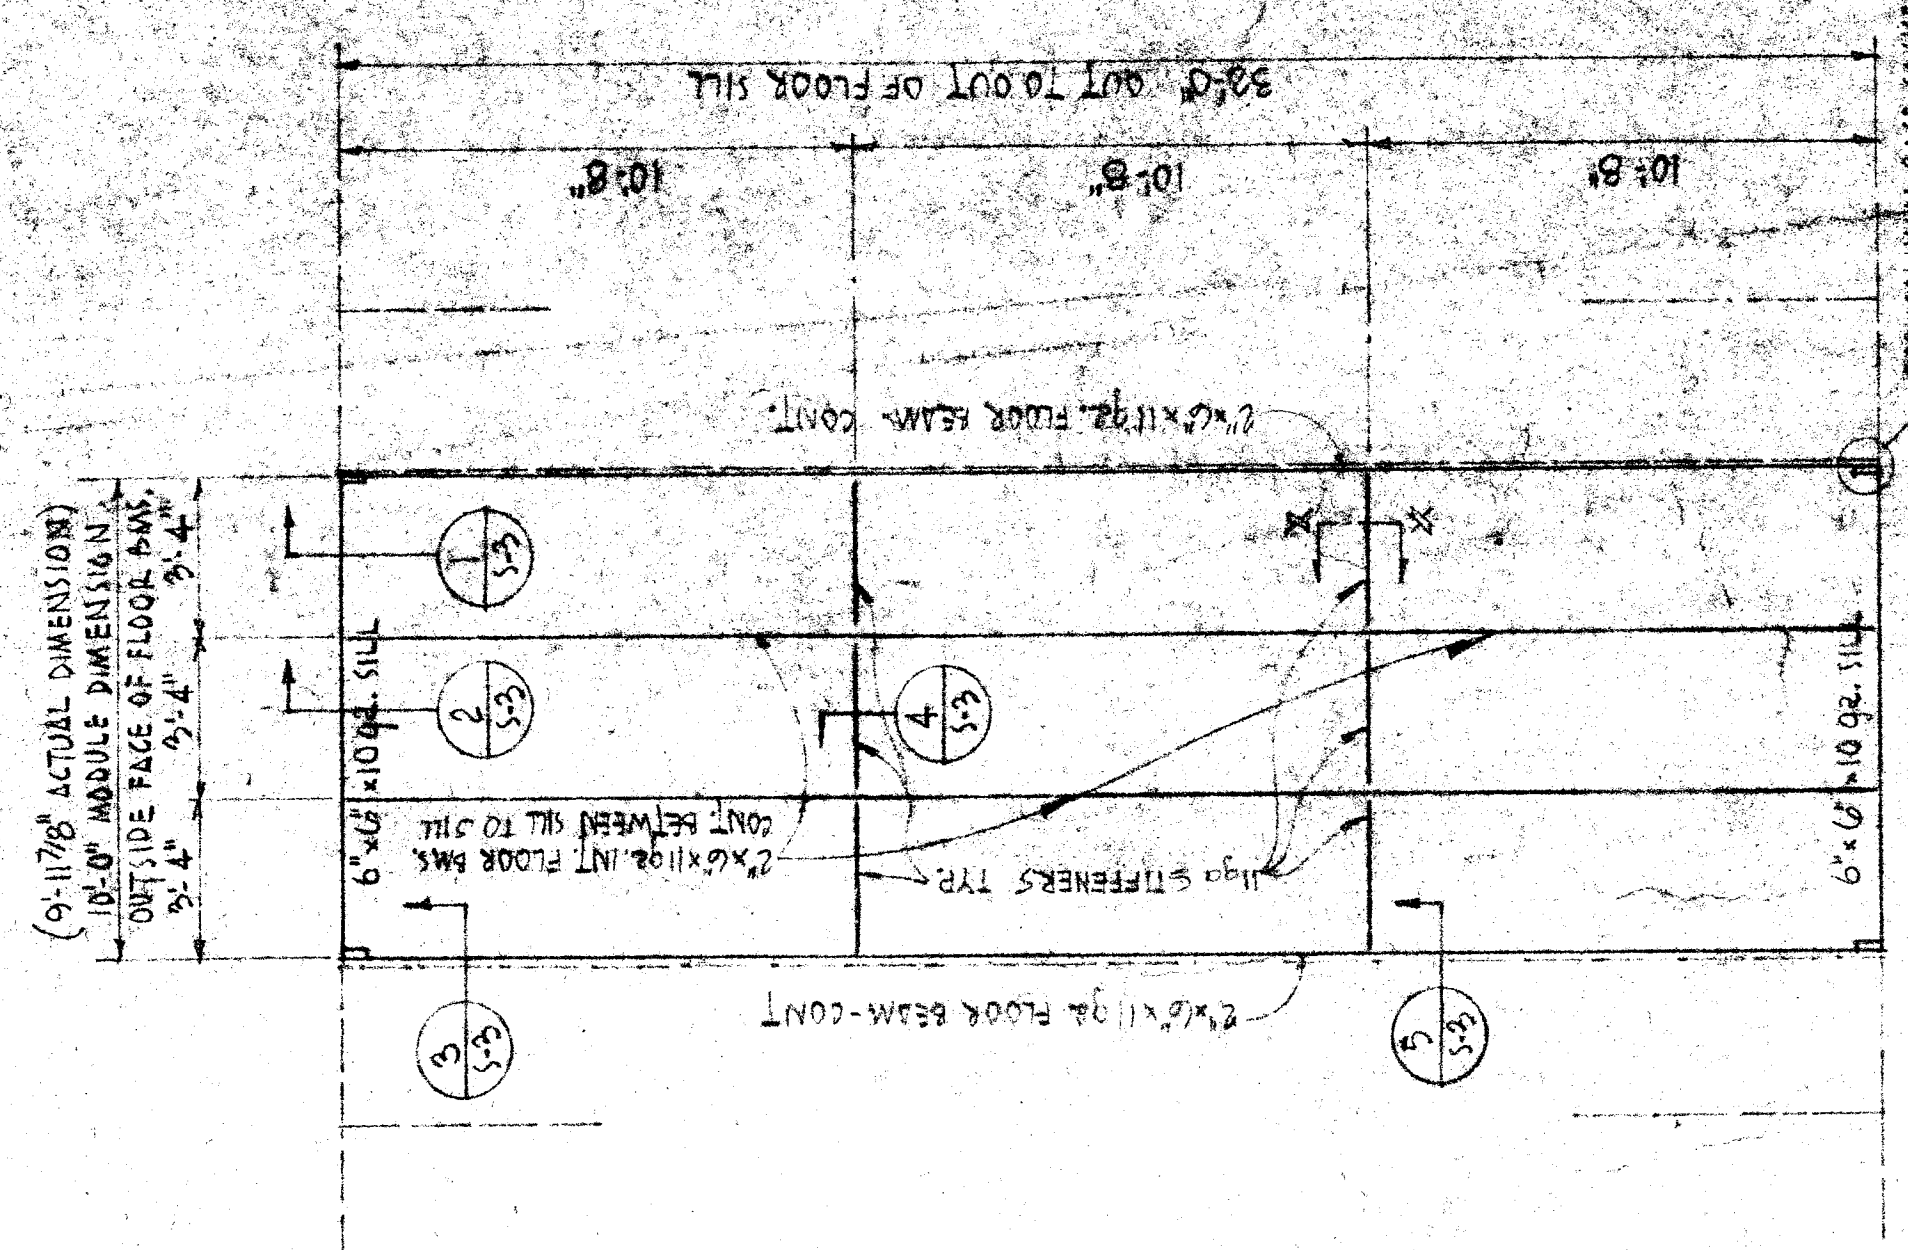 32'-0" OUT TO OUT OF FLOOR SILL
10'-8"
10'-8"
10'-8"
2"x6"x11ga. FLOOR BEAM- CONT.
(9'-11 7/8" ACTUAL DIMENSION)
10'-0" MODULE DIMENSION
OUTSIDE FACE OF FLOOR BMS.
3'-4"
3'-4"
3'-4"
1
S-3
2
S-3
4
S-3
X
X
6"x6"x10ga. SILL
6"x6"x10ga. SILL
2"x6"x11ga. INT. FLOOR BMS.
CONT. BETWEEN SILL TO SILL
11ga STIFFENERS TYP.
3
S-3
5
S-3
2"x6"x11ga FLOOR BEAM-CONT